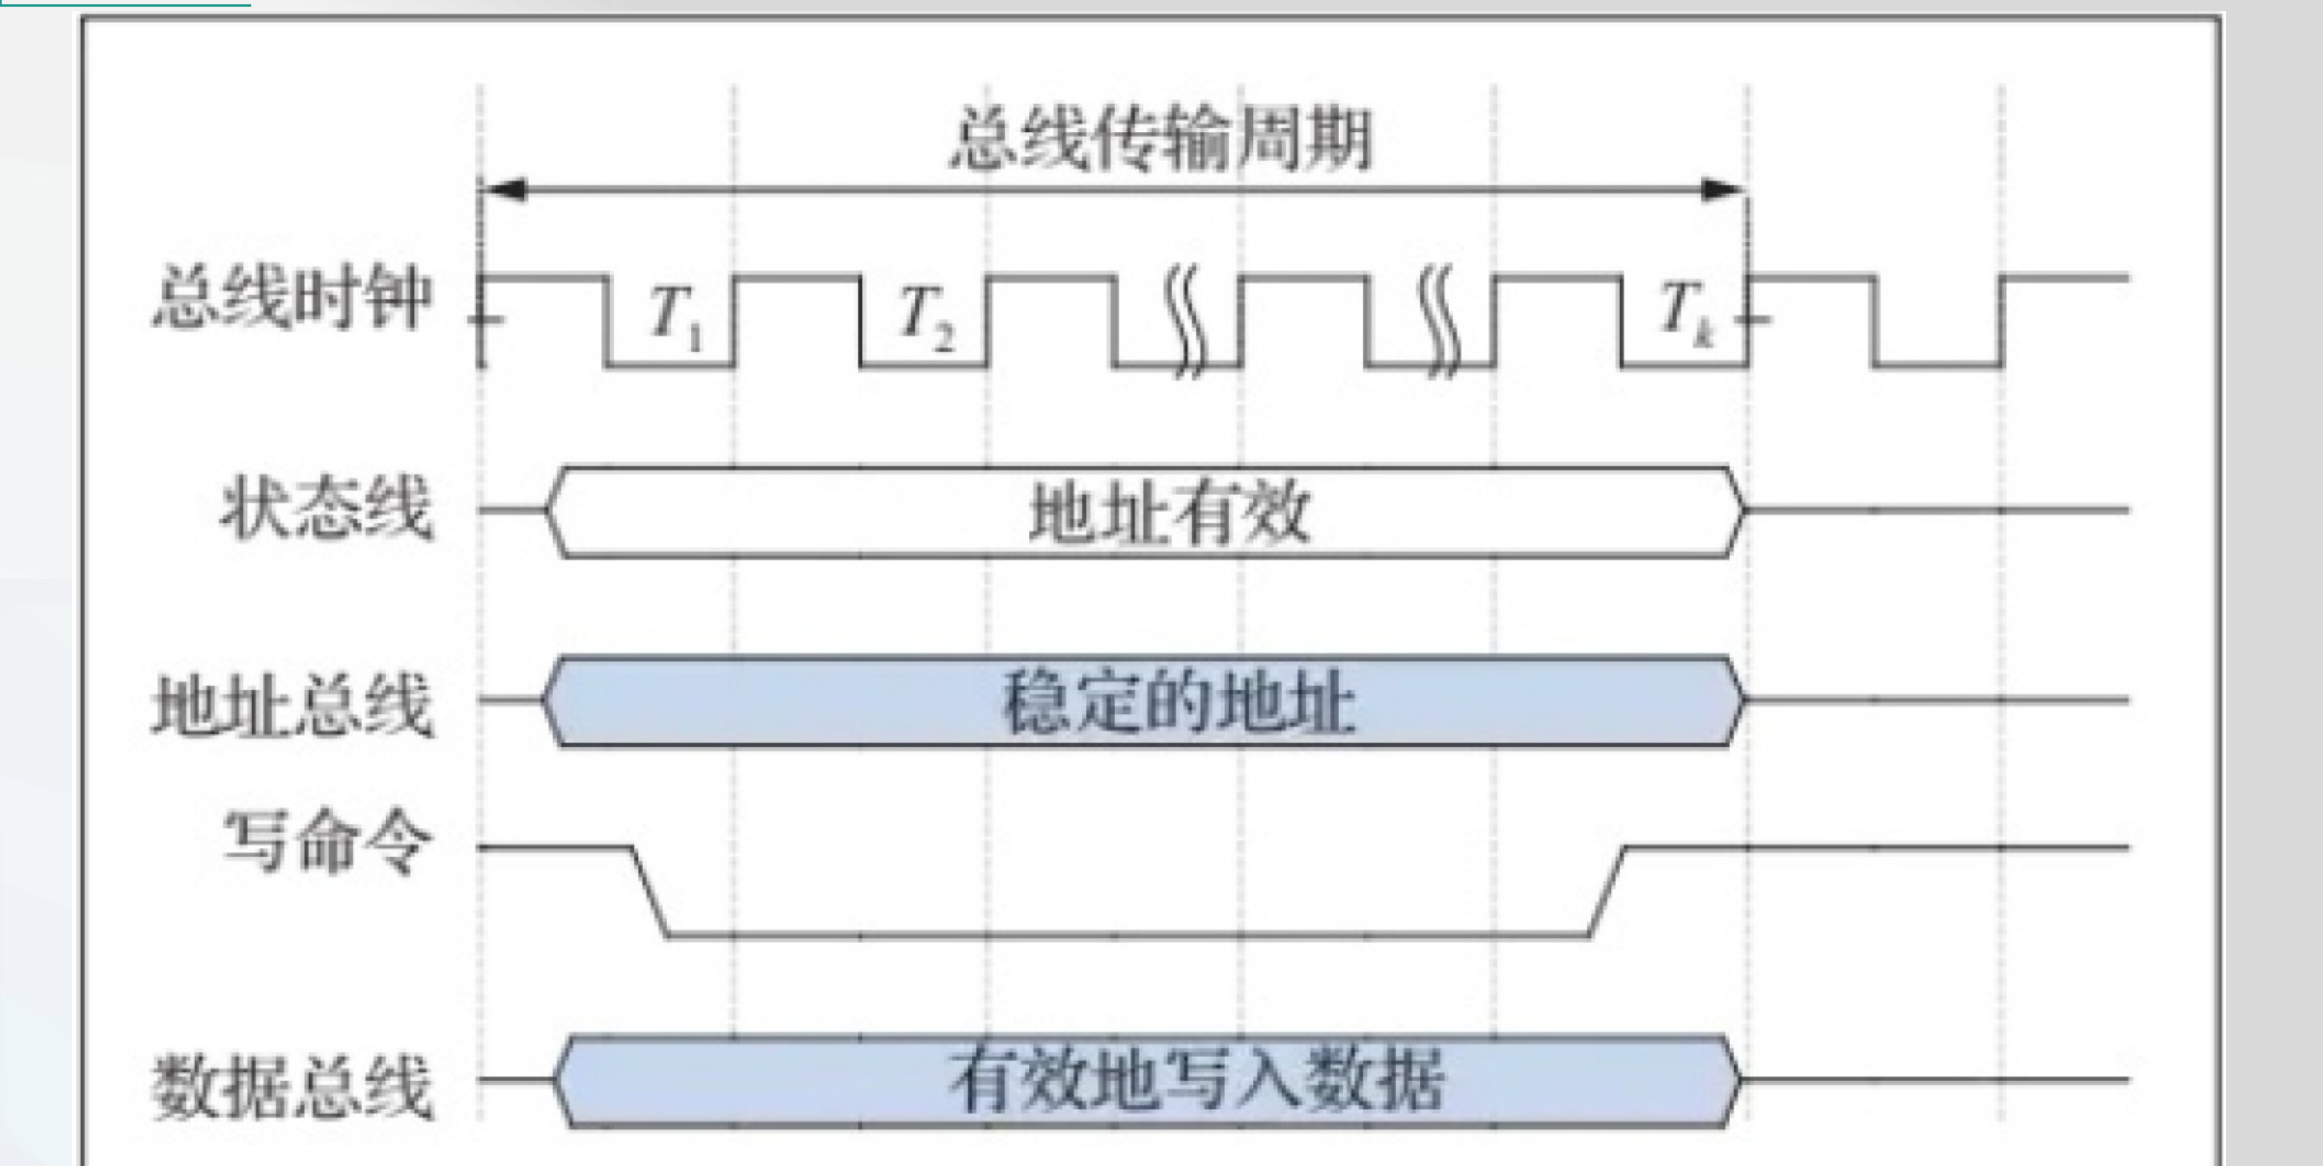 总线传输周期
总线时钟 T1 T2 Tk
状态线 地址有效
地址总线 稳定的地址
写命令
数据总线 有效地写入数据